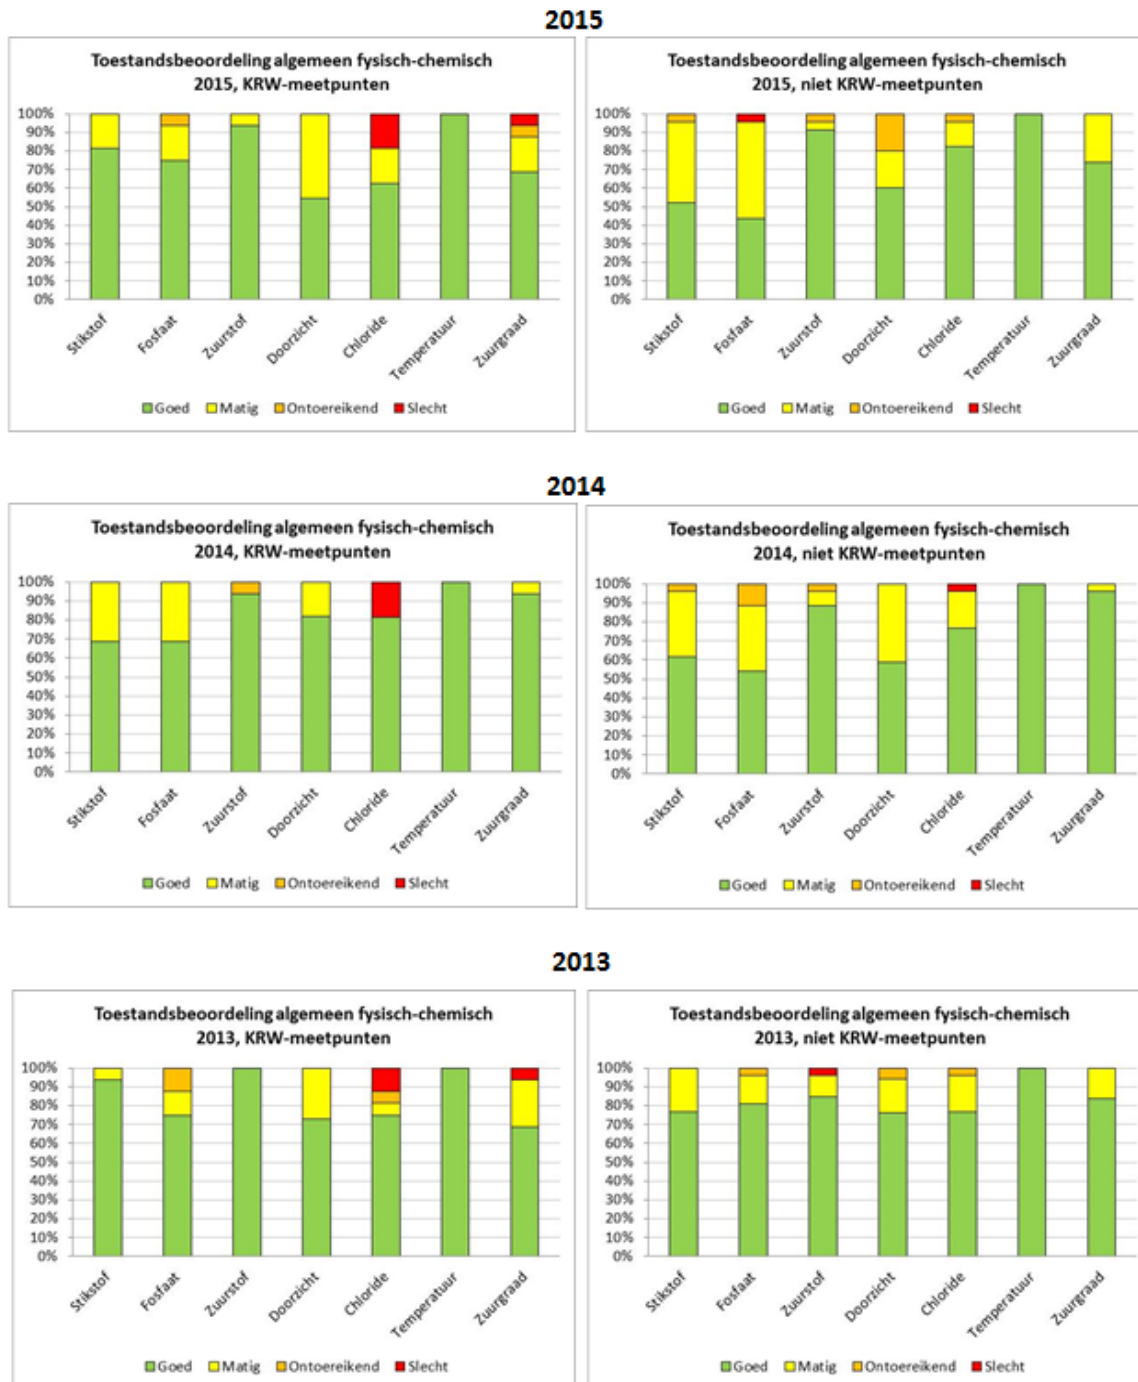 2015
Toestandsbeoordeling algemeen fysisch-chemisch
2015, KRW-meetpunten
100%
90%
80%
70%
60%
50%
40%
30%
20%
10%
0%
Stikstof
Fosfaat
Zuurstof
Doorzicht
Chloride
Temperatuur
Zuurgraad
Goed Matig Ontoereikend Slecht
Toestandsbeoordeling algemeen fysisch-chemisch
2015, niet KRW-meetpunten
100%
90%
80%
70%
60%
50%
40%
30%
20%
10%
0%
Stikstof
Fosfaat
Zuurstof
Doorzicht
Chloride
Temperatuur
Zuurgraad
Goed Matig Ontoereikend Slecht
2014
Toestandsbeoordeling algemeen fysisch-chemisch
2014, KRW-meetpunten
100%
90%
80%
70%
60%
50%
40%
30%
20%
10%
0%
Stikstof
Fosfaat
Zuurstof
Doorzicht
Chloride
Temperatuur
Zuurgraad
Goed Matig Ontoereikend Slecht
Toestandsbeoordeling algemeen fysisch-chemisch
2014, niet KRW-meetpunten
100%
90%
80%
70%
60%
50%
40%
30%
20%
10%
0%
Stikstof
Fosfaat
Zuurstof
Doorzicht
Chloride
Temperatuur
Zuurgraad
Goed Matig Ontoereikend Slecht
2013
Toestandsbeoordeling algemeen fysisch-chemisch
2013, KRW-meetpunten
100%
90%
80%
70%
60%
50%
40%
30%
20%
10%
0%
Stikstof
Fosfaat
Zuurstof
Doorzicht
Chloride
Temperatuur
Zuurgraad
Goed Matig Ontoereikend Slecht
Toestandsbeoordeling algemeen fysisch-chemisch
2013, niet KRW-meetpunten
100%
90%
80%
70%
60%
50%
40%
30%
20%
10%
0%
Stikstof
Fosfaat
Zuurstof
Doorzicht
Chloride
Temperatuur
Zuurgraad
Goed Matig Ontoereikend Slecht